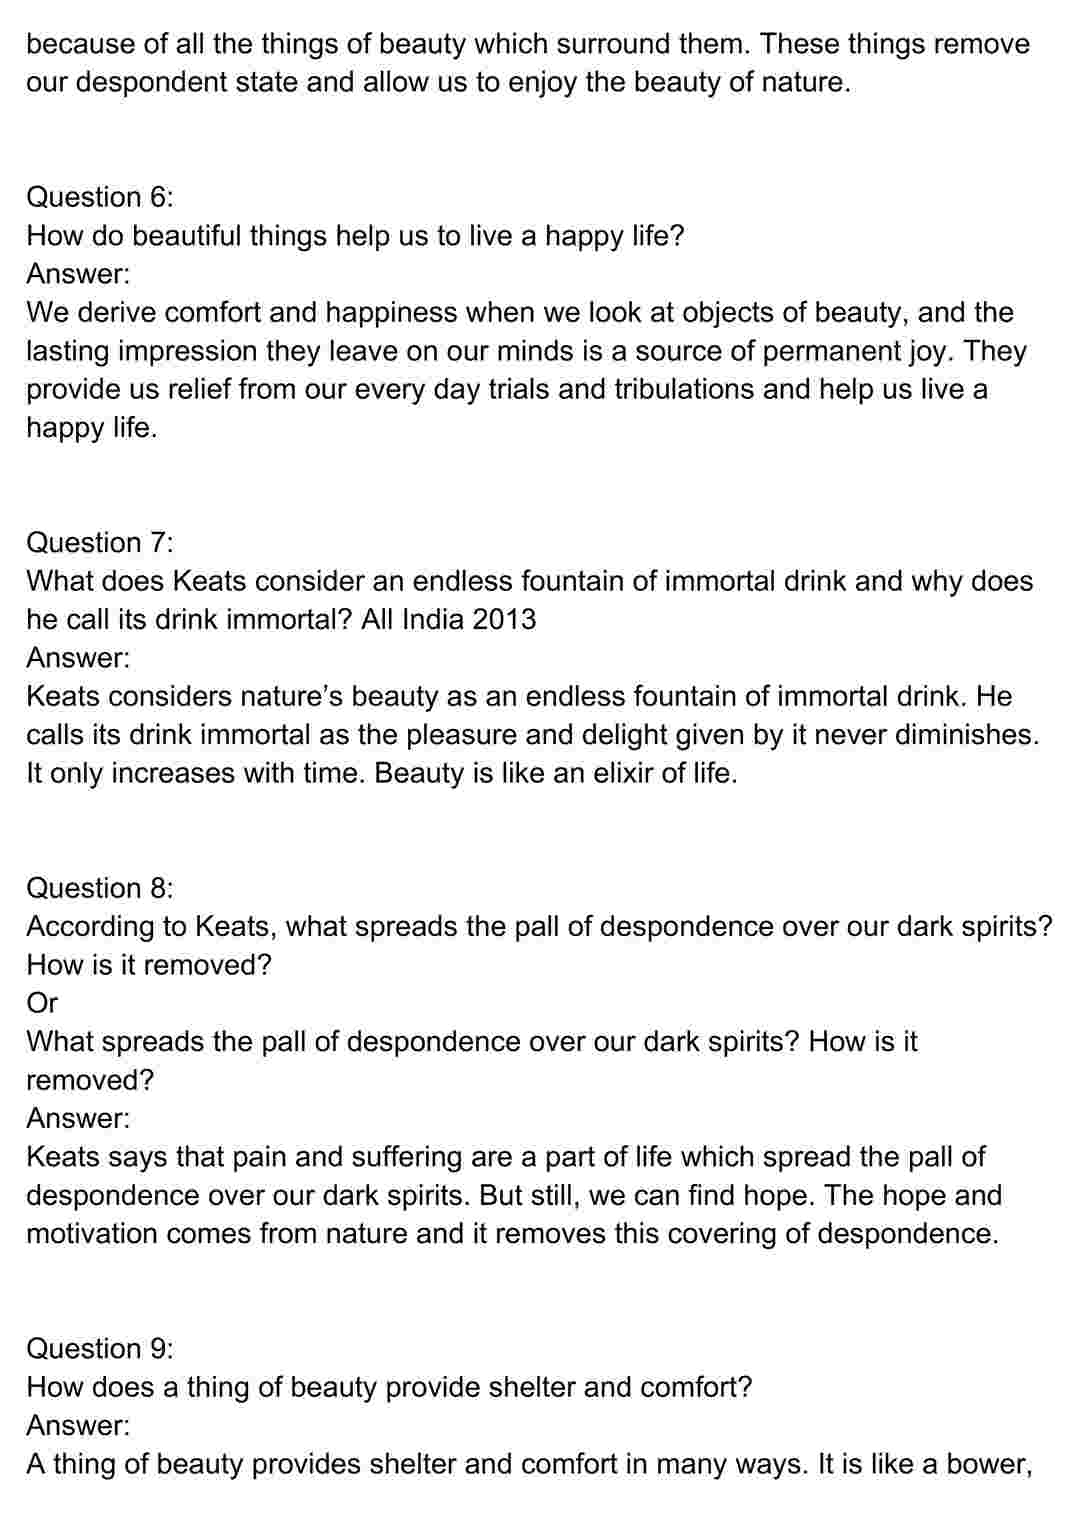 because of all the things of beauty which surround them. These things remove
our despondent state and allow us to enjoy the beauty of nature.
Question 6:
How do beautiful things help us to live a happy life?
Answer:
We derive comfort and happiness when we look at objects of beauty, and the
lasting impression they leave on our minds is a source of permanent joy. They
provide us relief from our every day trials and tribulations and help us live a
happy life.
Question 7:
What does Keats consider an endless fountain of immortal drink and why does
he call its drink immortal? All India 2013
Answer:
Keats considers nature’s beauty as an endless fountain of immortal drink. He
calls its drink immortal as the pleasure and delight given by it never diminishes.
It only increases with time. Beauty is like an elixir of life.
Question 8:
According to Keats, what spreads the pall of despondence over our dark spirits?
How is it removed?
Or
What spreads the pall of despondence over our dark spirits? How is it
removed?
Answer:
Keats says that pain and suffering are a part of life which spread the pall of
despondence over our dark spirits. But still, we can find hope. The hope and
motivation comes from nature and it removes this covering of despondence.
Question 9:
How does a thing of beauty provide shelter and comfort?
Answer:
A thing of beauty provides shelter and comfort in many ways. It is like a bower,